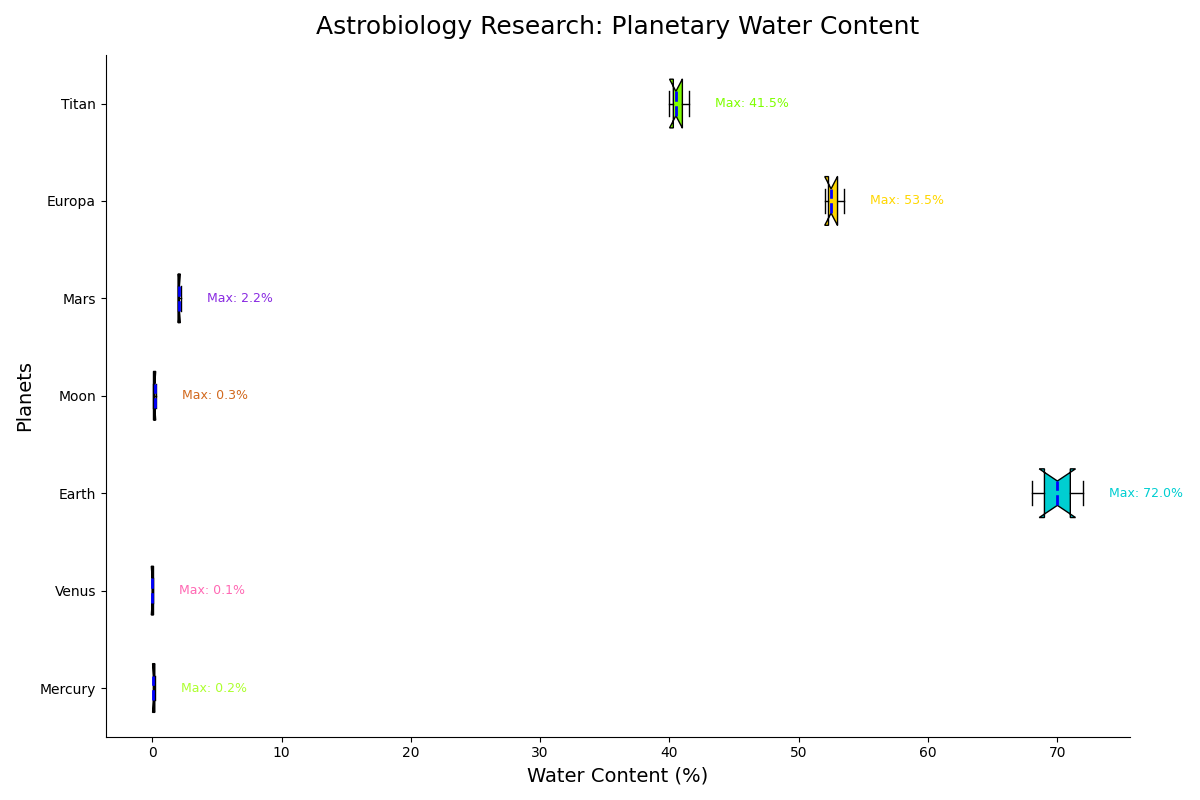 Astrobiology Research: Planetary Water Content
Planets
Titan
Max: 41.5%
Europa
Max: 53.5%
Mars
Max: 2.2%
Moon
Max: 0.3%
Earth
Max: 72.0%
Venus
Max: 0.1%
Mercury
Max: 0.2%
0 10 20 30 40 50 60 70
Water Content (%)